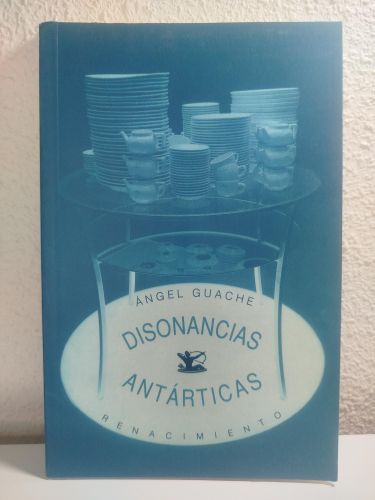 ÁNGEL GUACHE
DISONANCIAS
ANTÁRTICAS
RENACIMIENTO